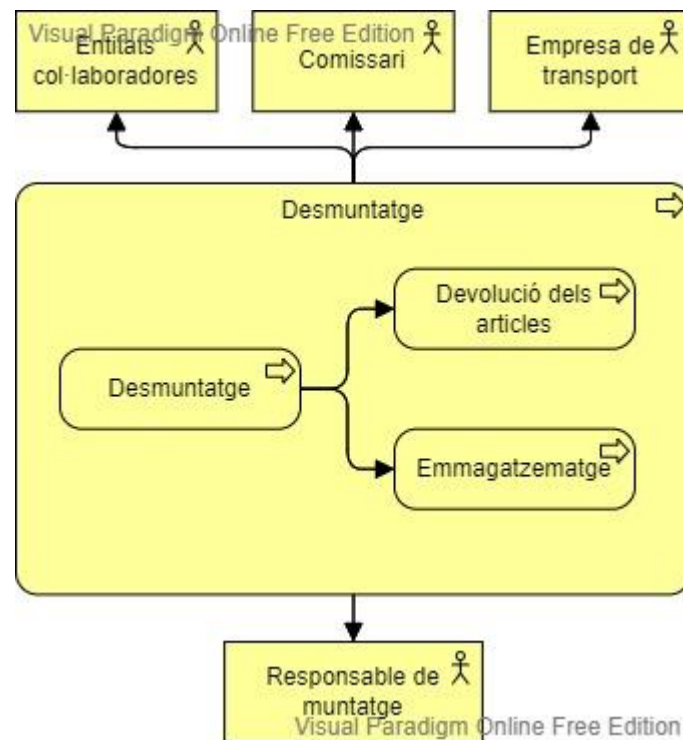 Visual Paradigm Online Free Edition
Entitats
col·laboradores
Comissari
Empresa de
transport
Desmuntatge
Devolució dels
articles
Desmuntatge
Emmagatzematge
Responsable de
muntatge
Visual Paradigm Online Free Edition